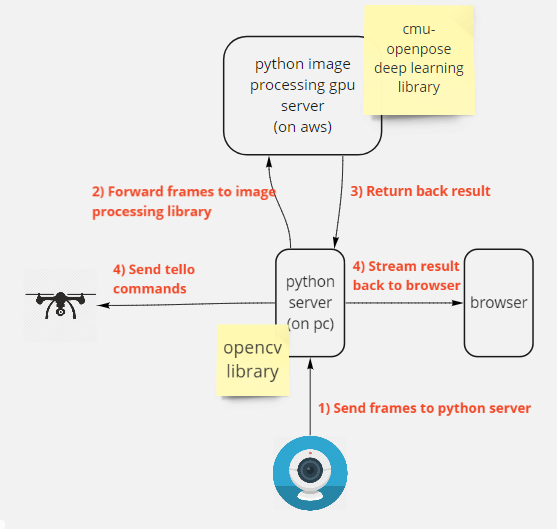 cmu-
openpose
deep learning
library
python image
processing gpu
server
(on aws)
2) Forward frames to image
processing library
3) Return back result
4) Send tello
commands
python
server
(on pc)
4) Stream result
back to browser
browser
opencv
library
1) Send frames to python server